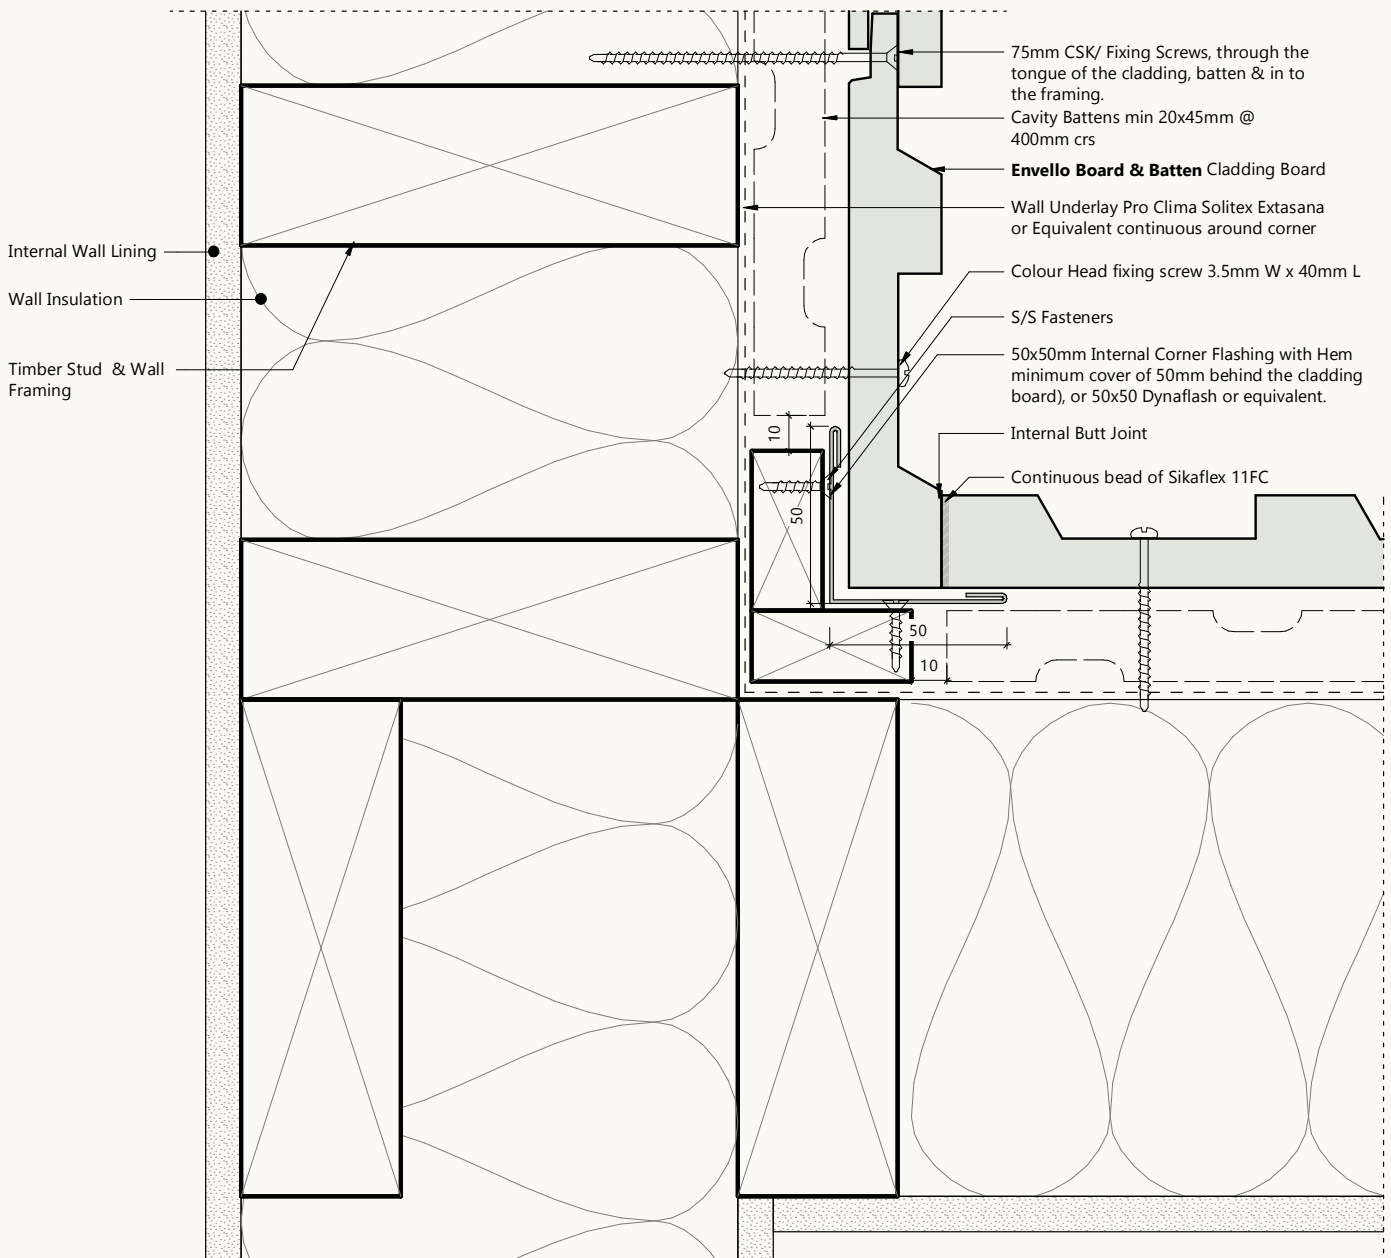 75mm CSK/ Fixing Screws, through the
tongue of the cladding, batten & in to
the framing.
Cavity Battens min 20x45mm @
400mm crs
Envello Board & Batten Cladding Board
Wall Underlay Pro Clima Solitex Extasana
or Equivalent continuous around corner
Colour Head fixing screw 3.5mm W x 40mm L
S/S Fasteners
50x50mm Internal Corner Flashing with Hem
minimum cover of 50mm behind the cladding
board), or 50x50 Dynaflash or equivalent.
Internal Butt Joint
Continuous bead of Sikaflex 11FC
Internal Wall Lining
Wall Insulation
Timber Stud & Wall
Framing
10
50
50
10